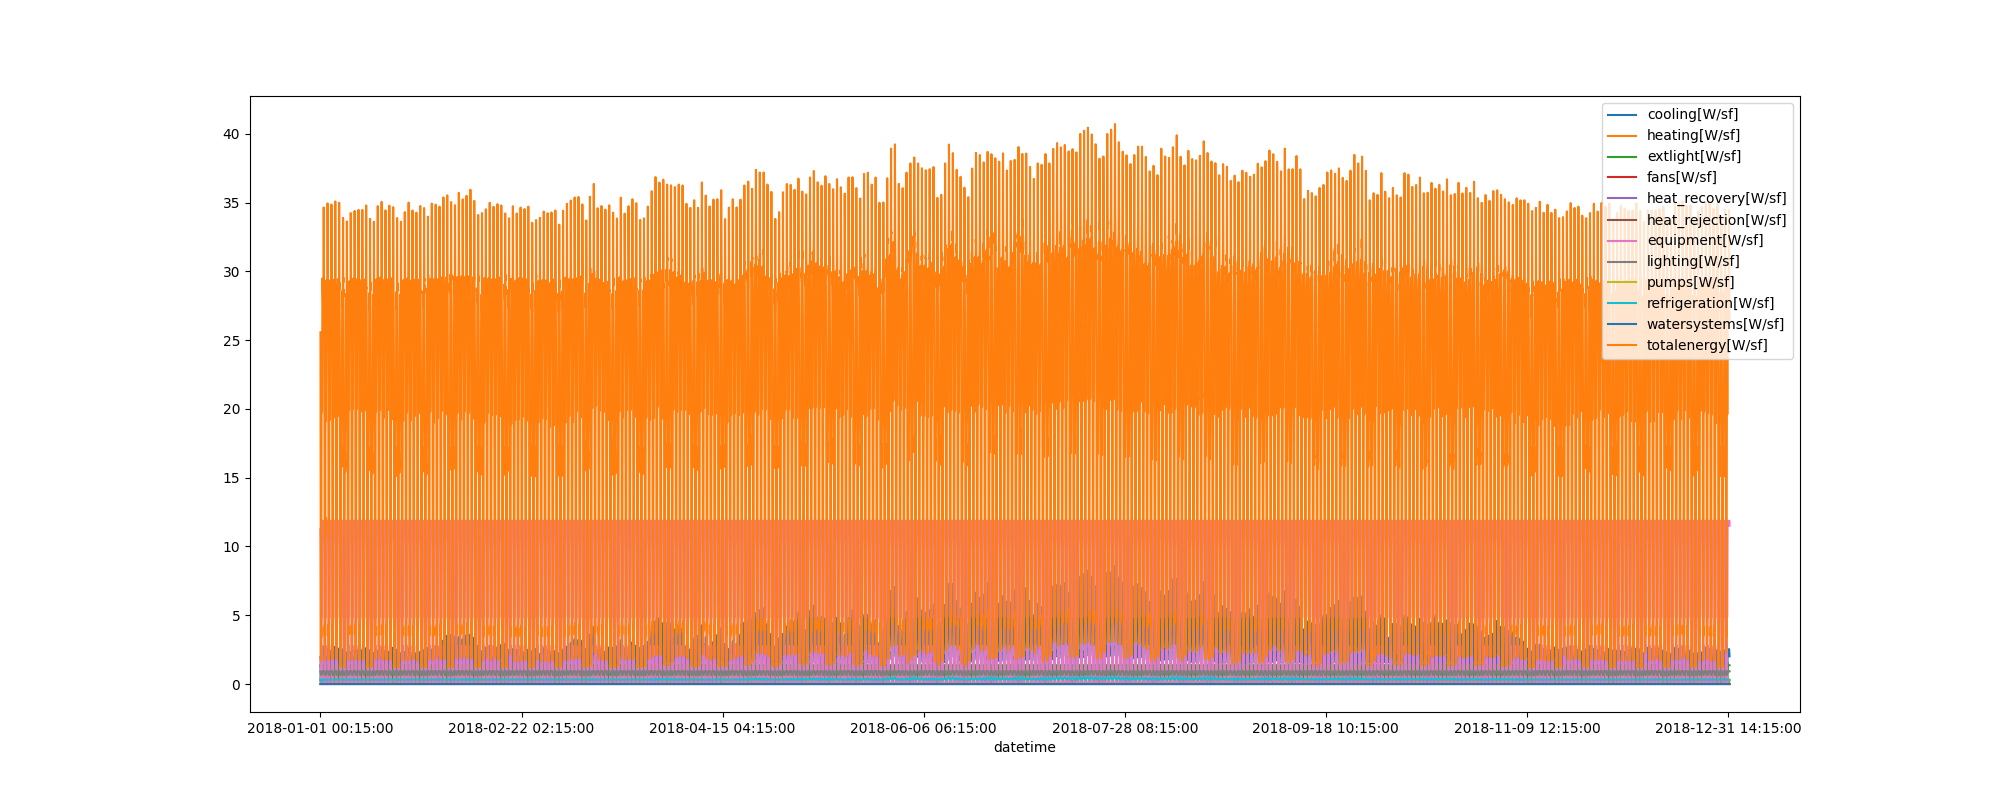 40
35
30
25
20
15
10
5
0
cooling[W/sf]
heating[W/sf]
extlight[W/sf]
fans[W/sf]
heat_recovery[W/sf]
heat_rejection[W/sf]
equipment[W/sf]
lighting[W/sf]
pumps[W/sf]
refrigeration[W/sf]
watersystems[W/sf]
totalenergy[W/sf]
2018-01-01 00:15:00 2018-02-22 02:15:00 2018-04-15 04:15:00 2018-06-06 06:15:00 2018-07-28 08:15:00 2018-09-18 10:15:00 2018-11-09 12:15:00 2018-12-31 14:15:00
datetime